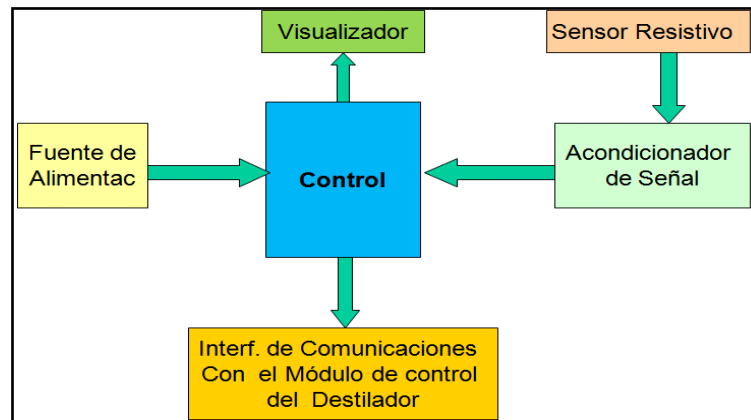 Visualizador
Sensor Resistivo
Fuente de
Alimentac
Control
Acondicionador
de Señal
Interf. de Comunicaciones
Con el Módulo de control
del Destilador